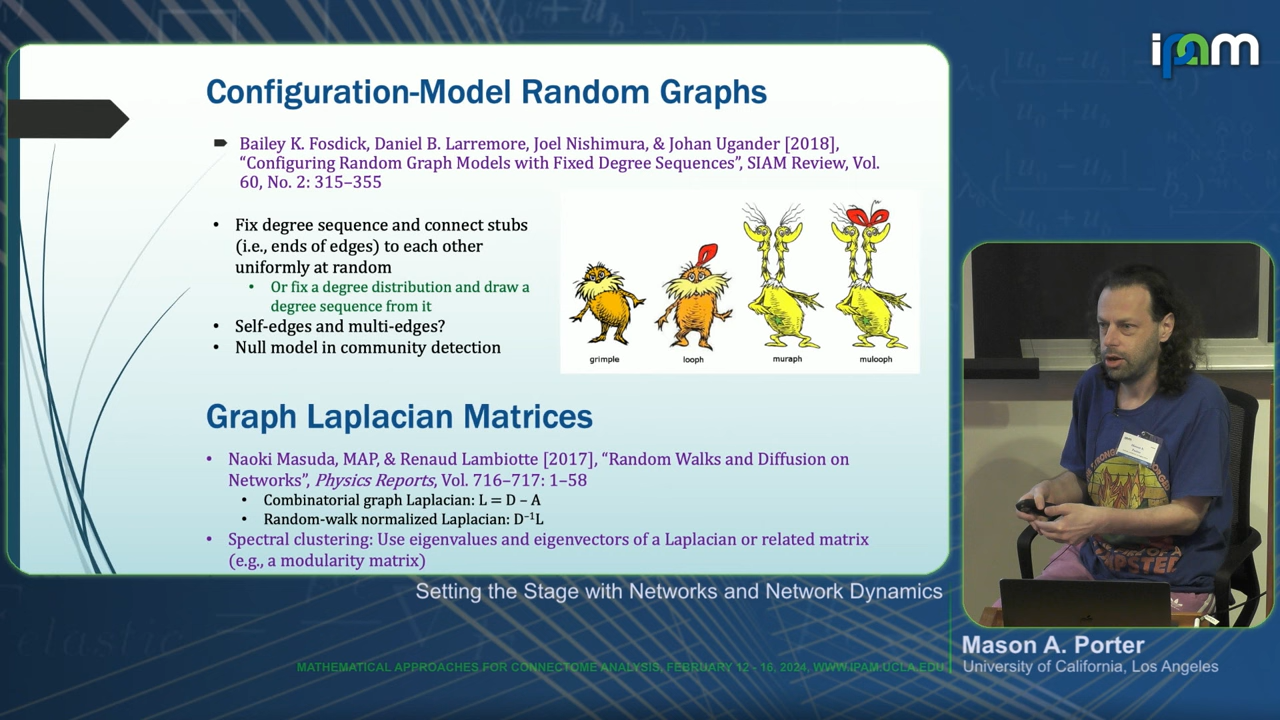 ipam
Configuration-Model Random Graphs
Bailey K. Fosdick, Daniel B. Larremore, Joel Nishimura, & Johan Ugander [2018],
“Configuring Random Graph Models with Fixed Degree Sequences”, SIAM Review, Vol.
60, No. 2: 315–355
• Fix degree sequence and connect stubs
(i.e., ends of edges) to each other
uniformly at random
• Or fix a degree distribution and draw a
degree sequence from it
• Self-edges and multi-edges?
• Null model in community detection
grimple looph muraph mulooph
Graph Laplacian Matrices
• Naoki Masuda, MAP, & Renaud Lambiotte [2017], “Random Walks and Diffusion on
Networks”, Physics Reports, Vol. 716–717: 1–58
• Combinatorial graph Laplacian: L = D – A
• Random-walk normalized Laplacian: D⁻¹L
• Spectral clustering: Use eigenvalues and eigenvectors of a Laplacian or related matrix
(e.g., a modularity matrix)
Setting the Stage with Networks and Network Dynamics
Mason A. Porter
University of California, Los Angeles
MATHEMATICAL APPROACHES FOR CONNECTOME ANALYSIS, FEBRUARY 12 - 16, 2024, WWW.IPAM.UCLA.EDU
elastic